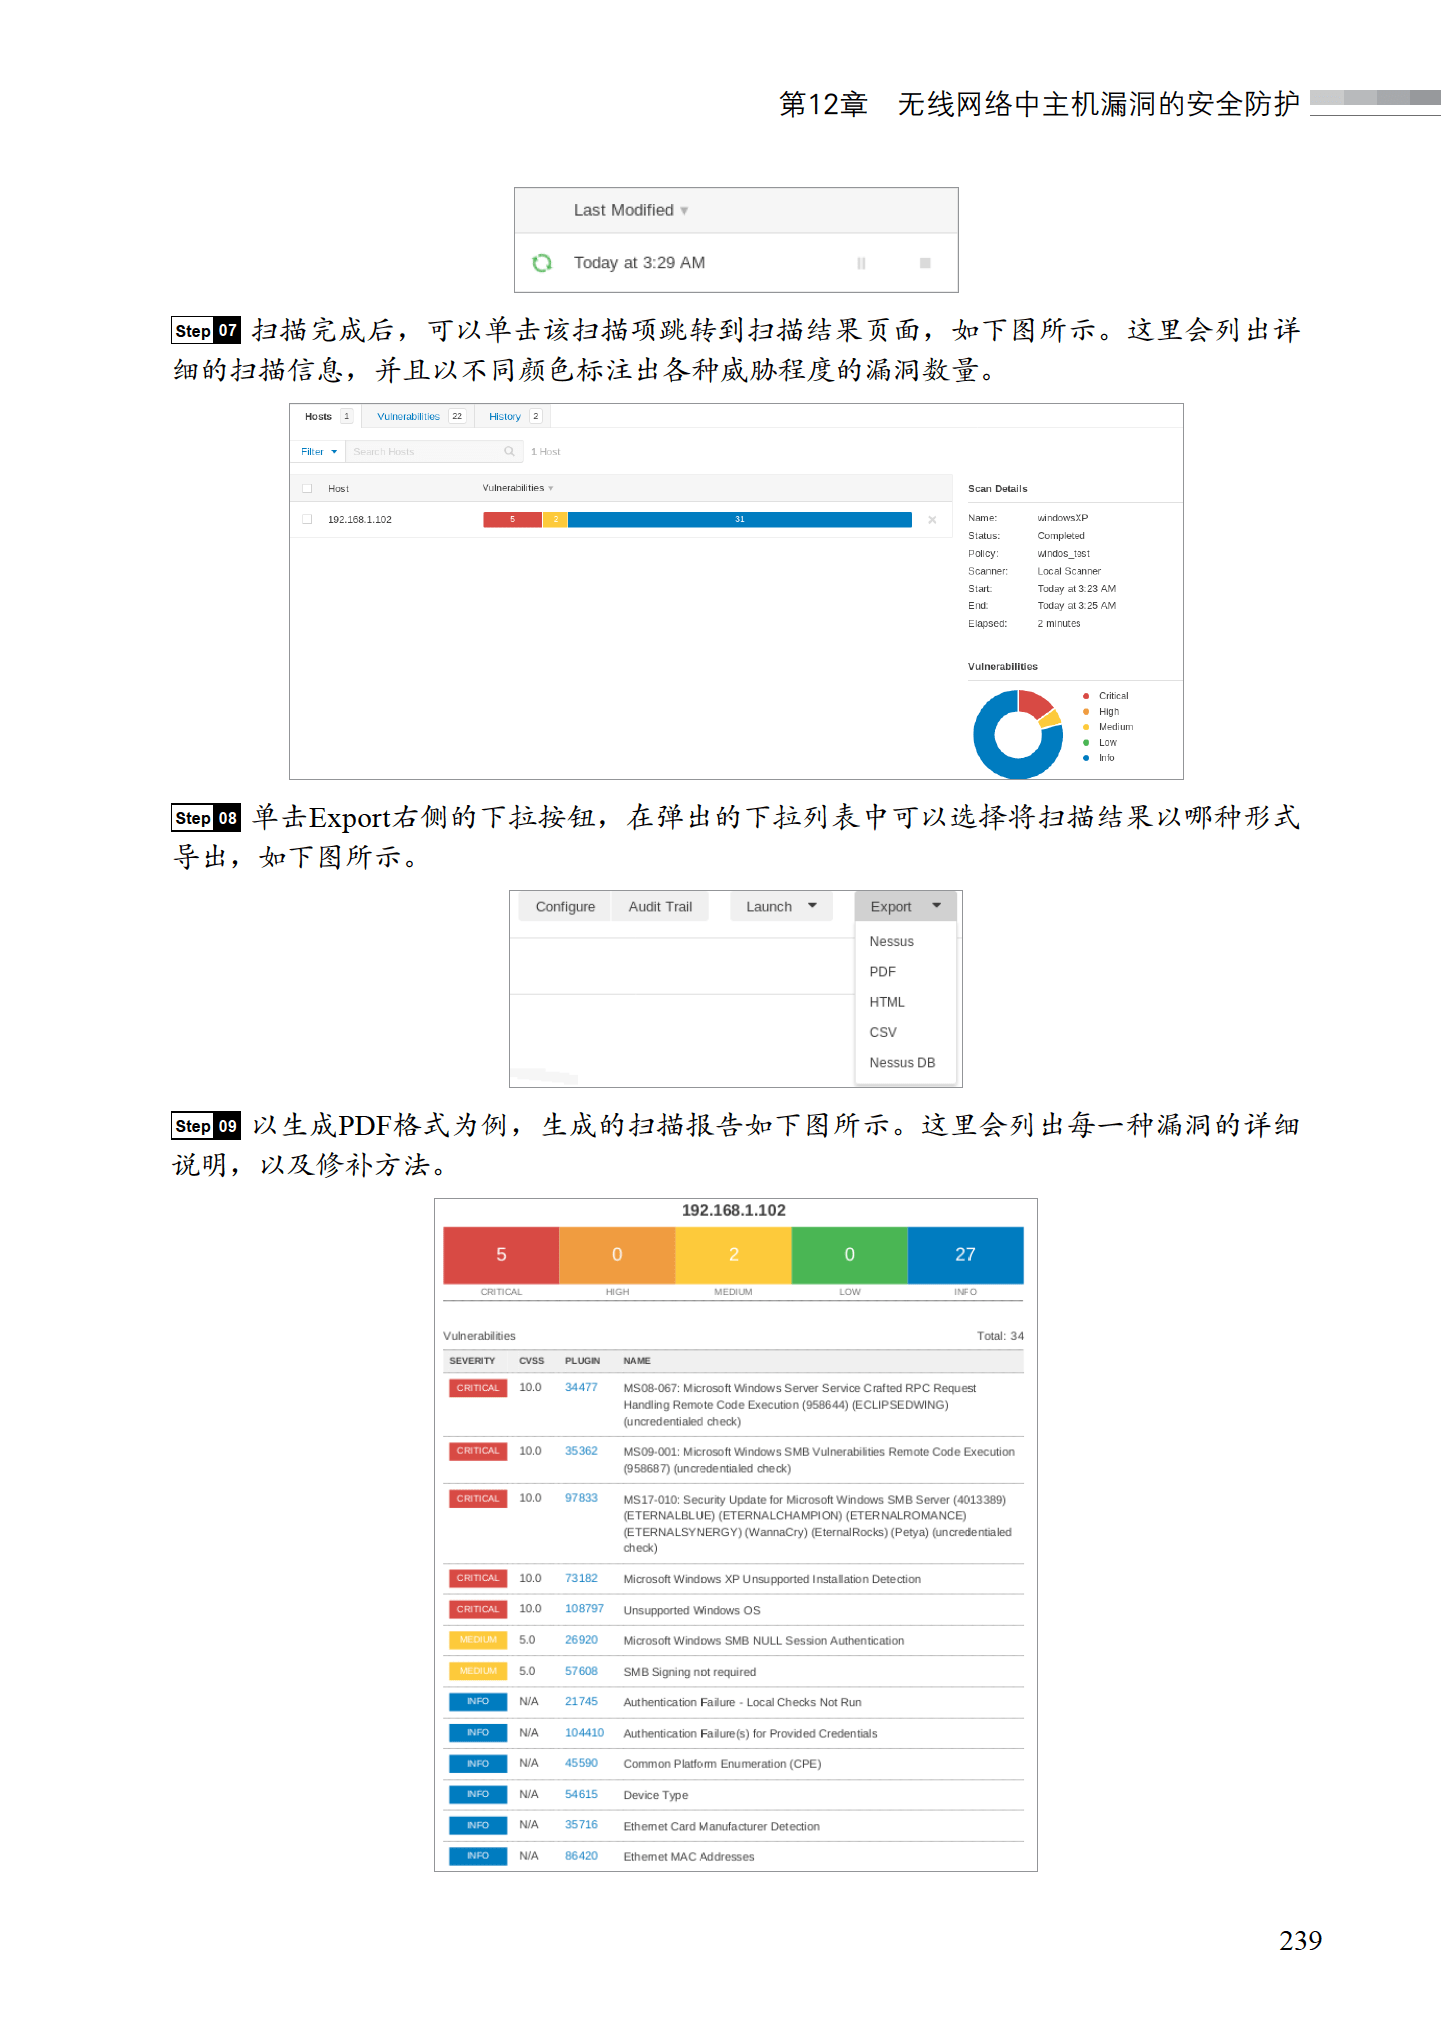 第12章　无线网络中主机漏洞的安全防护
Last Modified
Today at 3:29 AM
Step 07 扫描完成后，可以单击该扫描项跳转到扫描结果页面，如下图所示。这里会列出详
细的扫描信息，并且以不同颜色标注出各种威胁程度的漏洞数量。
Hosts 1 Vulnerabilities 22 History 2
Filter Search Hosts 1 Host
Host Vulnerabilities
192.168.1.102 5 2 31
Scan Details
Name: windowsXP
Status: Completed
Policy: windos_test
Scanner: Local Scanner
Start: Today at 3:23 AM
End: Today at 3:25 AM
Elapsed: 2 minutes
Vulnerabilities
Critical
High
Medium
Low
Info
Step 08 单击Export右侧的下拉按钮，在弹出的下拉列表中可以选择将扫描结果以哪种形式
导出，如下图所示。
Configure Audit Trail Launch Export
Nessus
PDF
HTML
CSV
Nessus DB
Step 09 以生成PDF格式为例，生成的扫描报告如下图所示。这里会列出每一种漏洞的详细
说明，以及修补方法。
192.168.1.102
5 0 2 0 27
CRITICAL HIGH MEDIUM LOW INFO
Vulnerabilities Total: 34
SEVERITY CVSS PLUGIN NAME
CRITICAL 10.0 34477 MS08-067: Microsoft Windows Server Service Crafted RPC Request
Handling Remote Code Execution (958644) (ECLIPSEDWING)
(uncredentialed check)
CRITICAL 10.0 35362 MS09-001: Microsoft Windows SMB Vulnerabilities Remote Code Execution
(958687) (uncredentialed check)
CRITICAL 10.0 97833 MS17-010: Security Update for Microsoft Windows SMB Server (4013389)
(ETERNALBLUE) (ETERNALCHAMPION) (ETERNALROMANCE)
(ETERNALSYNERGY) (WannaCry) (EternalRocks) (Petya) (uncredentialed
check)
CRITICAL 10.0 73182 Microsoft Windows XP Unsupported Installation Detection
CRITICAL 10.0 108797 Unsupported Windows OS
MEDIUM 5.0 26920 Microsoft Windows SMB NULL Session Authentication
MEDIUM 5.0 57608 SMB Signing not required
INFO N/A 21745 Authentication Failure - Local Checks Not Run
INFO N/A 104410 Authentication Failure(s) for Provided Credentials
INFO N/A 45590 Common Platform Enumeration (CPE)
INFO N/A 54615 Device Type
INFO N/A 35716 Ethernet Card Manufacturer Detection
INFO N/A 86420 Ethernet MAC Addresses
239